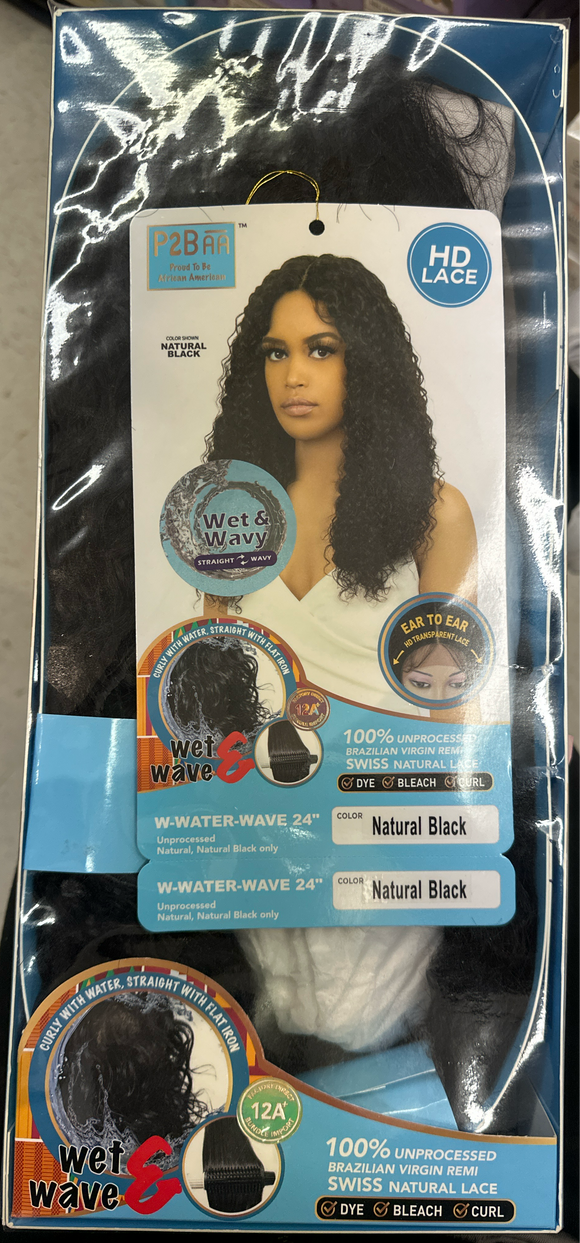 P2BAA™
Proud To Be
African American
HD
LACE
COLOR SHOWN
NATURAL
BLACK
Wet &
Wavy
STRAIGHT WAVY
EAR TO EAR
HD TRANSPARENT LACE
CURLY WITH WATER, STRAIGHT WITH FLAT IRON
12A
wet &
wave
100% UNPROCESSED
BRAZILIAN VIRGIN REMI
SWISS NATURAL LACE
DYE BLEACH CURL
W-WATER-WAVE 24"
Unprocessed
Natural, Natural Black only
COLOR
Natural Black
W-WATER-WAVE 24"
Unprocessed
Natural, Natural Black only
COLOR
Natural Black
CURLY WITH WATER, STRAIGHT WITH FLAT IRON
12A
BUNDLE IMPORT
wet &
wave
100% UNPROCESSED
BRAZILIAN VIRGIN REMI
SWISS NATURAL LACE
DYE BLEACH CURL